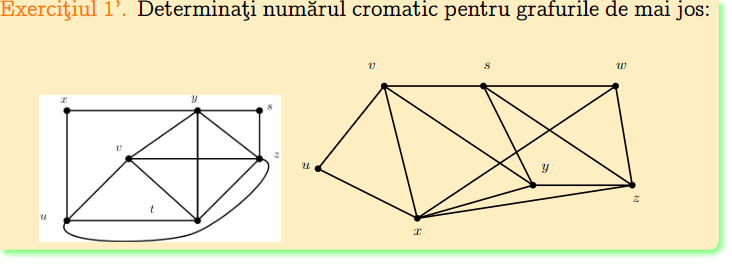 Exerciţiul 1'. Determinaţi numărul cromatic pentru grafurile de mai jos:
v s w
x y s
v z
u y
t z
u x